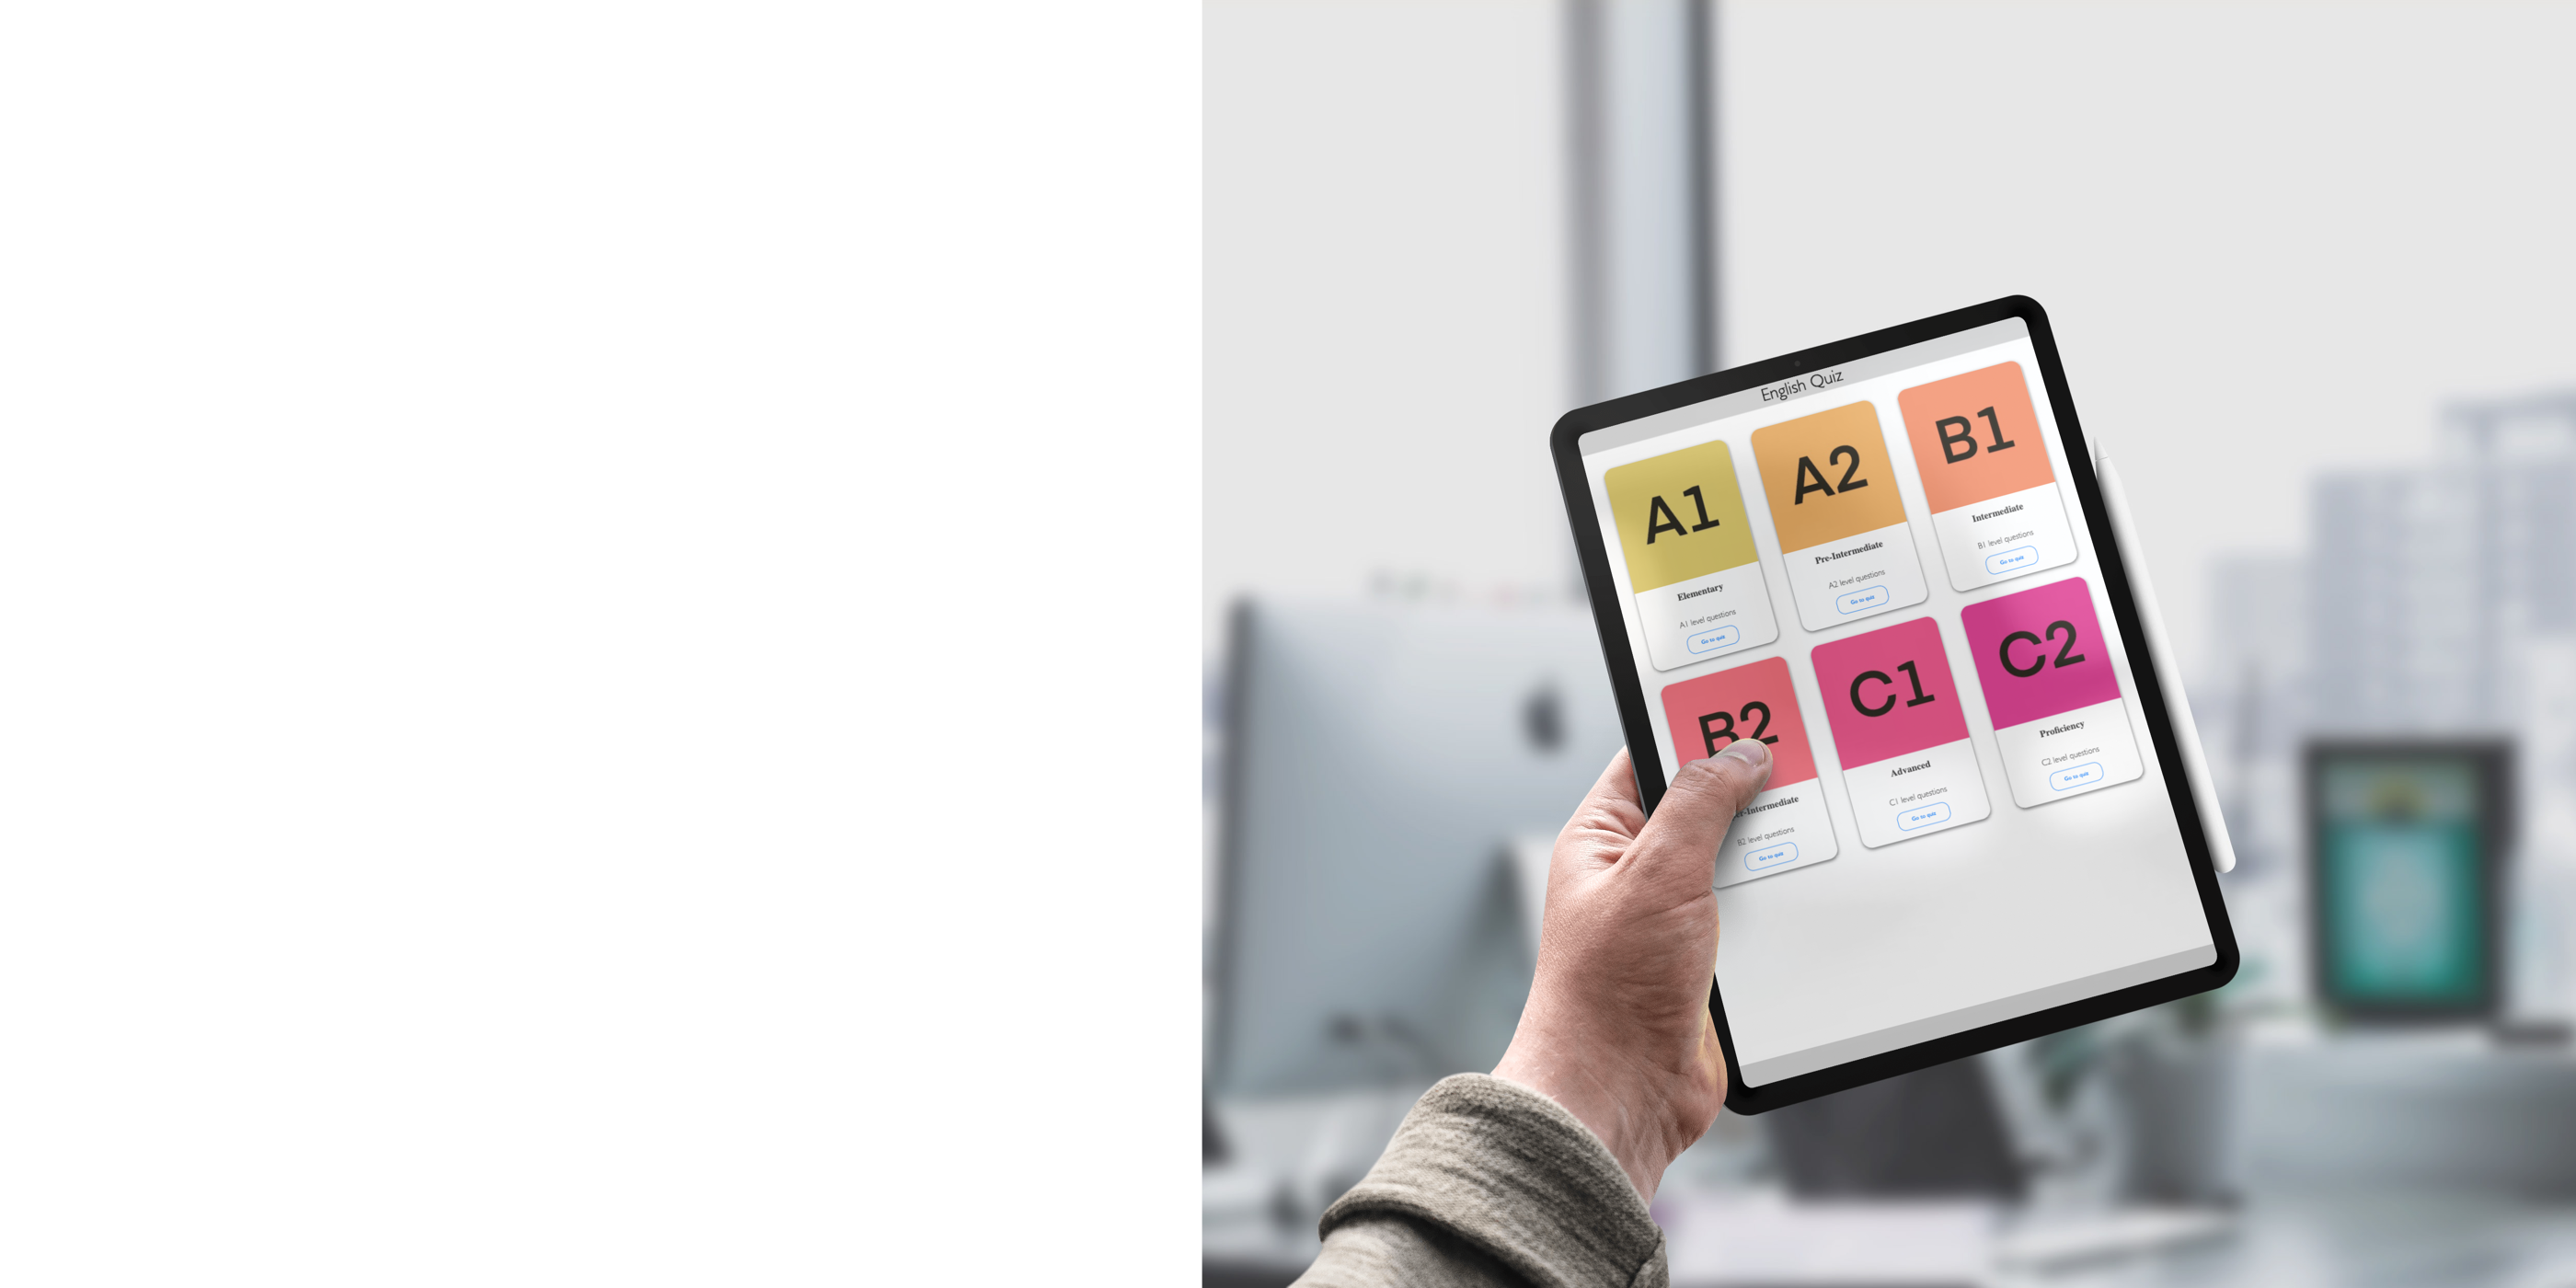 English Quiz
A1
Elementary
A1 level questions
Go to quiz
A2
Pre-Intermediate
A2 level questions
Go to quiz
B1
Intermediate
B1 level questions
Go to quiz
B2
er-Intermediate
B2 level questions
Go to quiz
C1
Advanced
C1 level questions
Go to quiz
C2
Proficiency
C2 level questions
Go to quiz